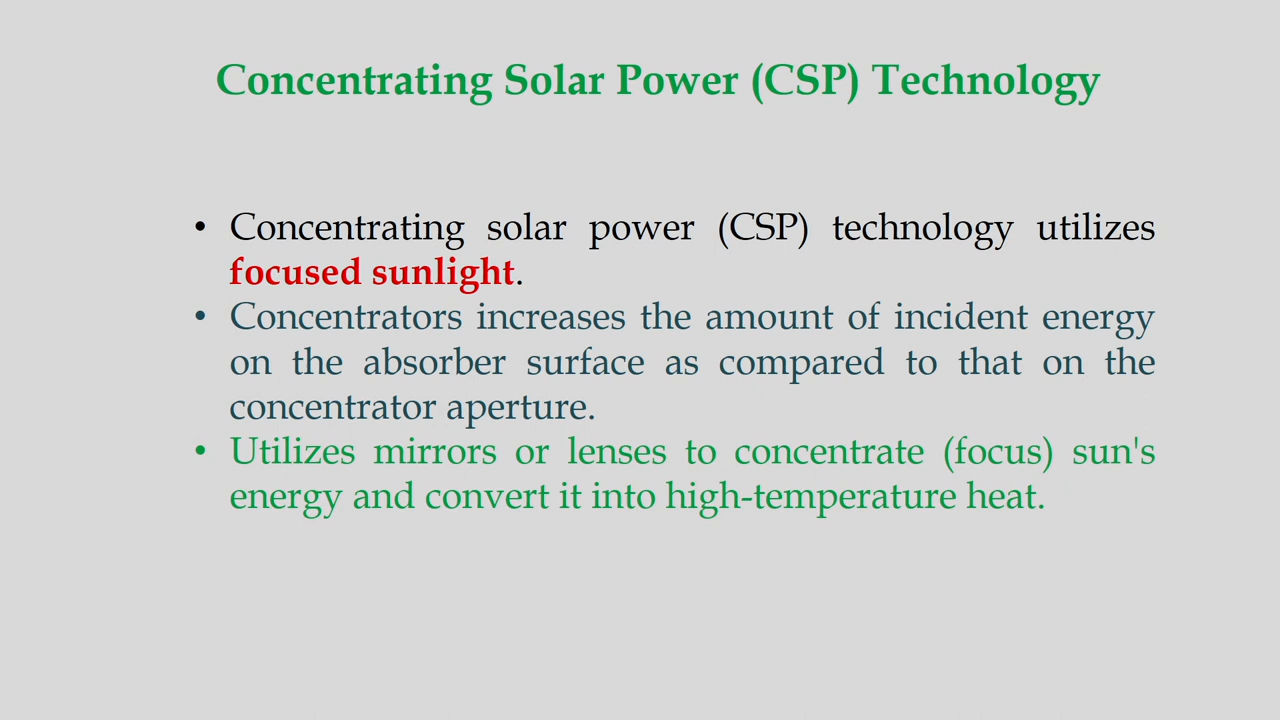 Concentrating Solar Power (CSP) Technology
• Concentrating solar power (CSP) technology utilizes
focused sunlight.
• Concentrators increases the amount of incident energy
on the absorber surface as compared to that on the
concentrator aperture.
• Utilizes mirrors or lenses to concentrate (focus) sun's
energy and convert it into high-temperature heat.